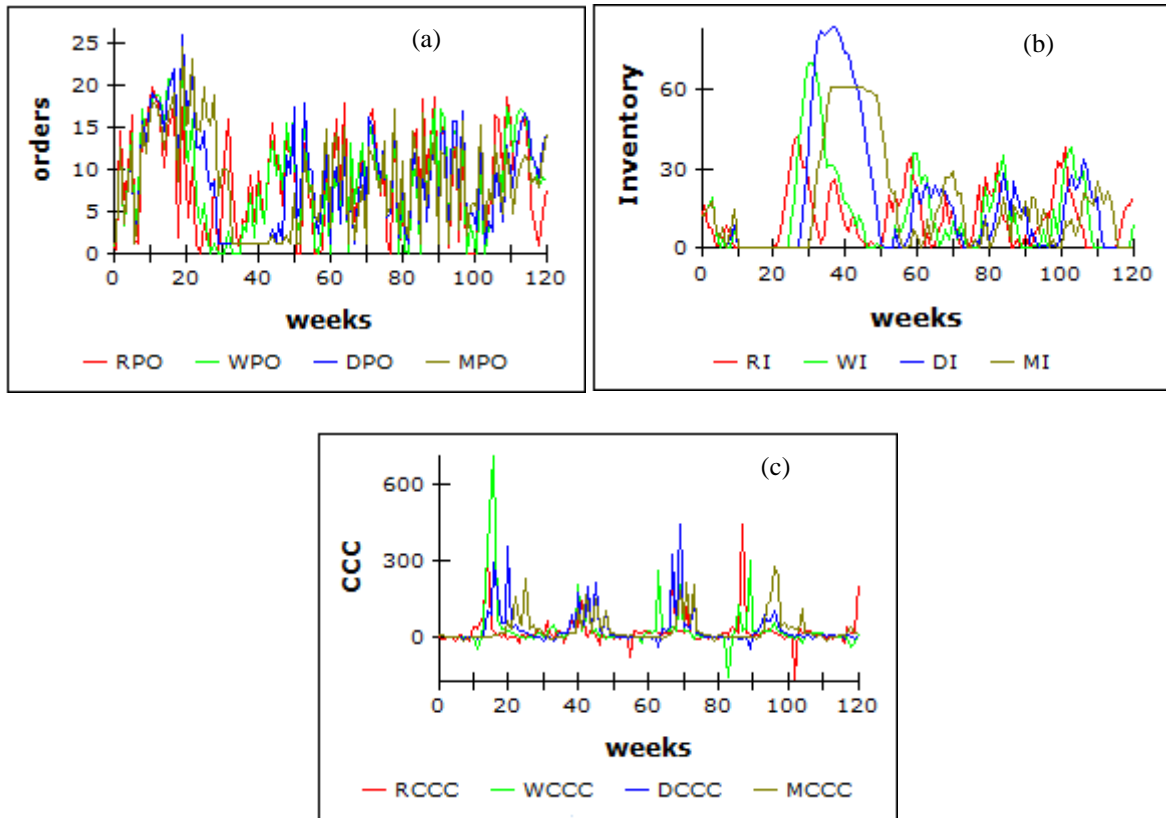 (a)
orders
25
20
15
10
5
0
0 20 40 60 80 100 120
weeks
RPO WPO DPO MPO
(b)
Inventory
60
30
0
0 20 40 60 80 100 120
weeks
RI WI DI MI
(c)
CCC
600
300
0
0 20 40 60 80 100 120
weeks
RCCC WCCC DCCC MCCC